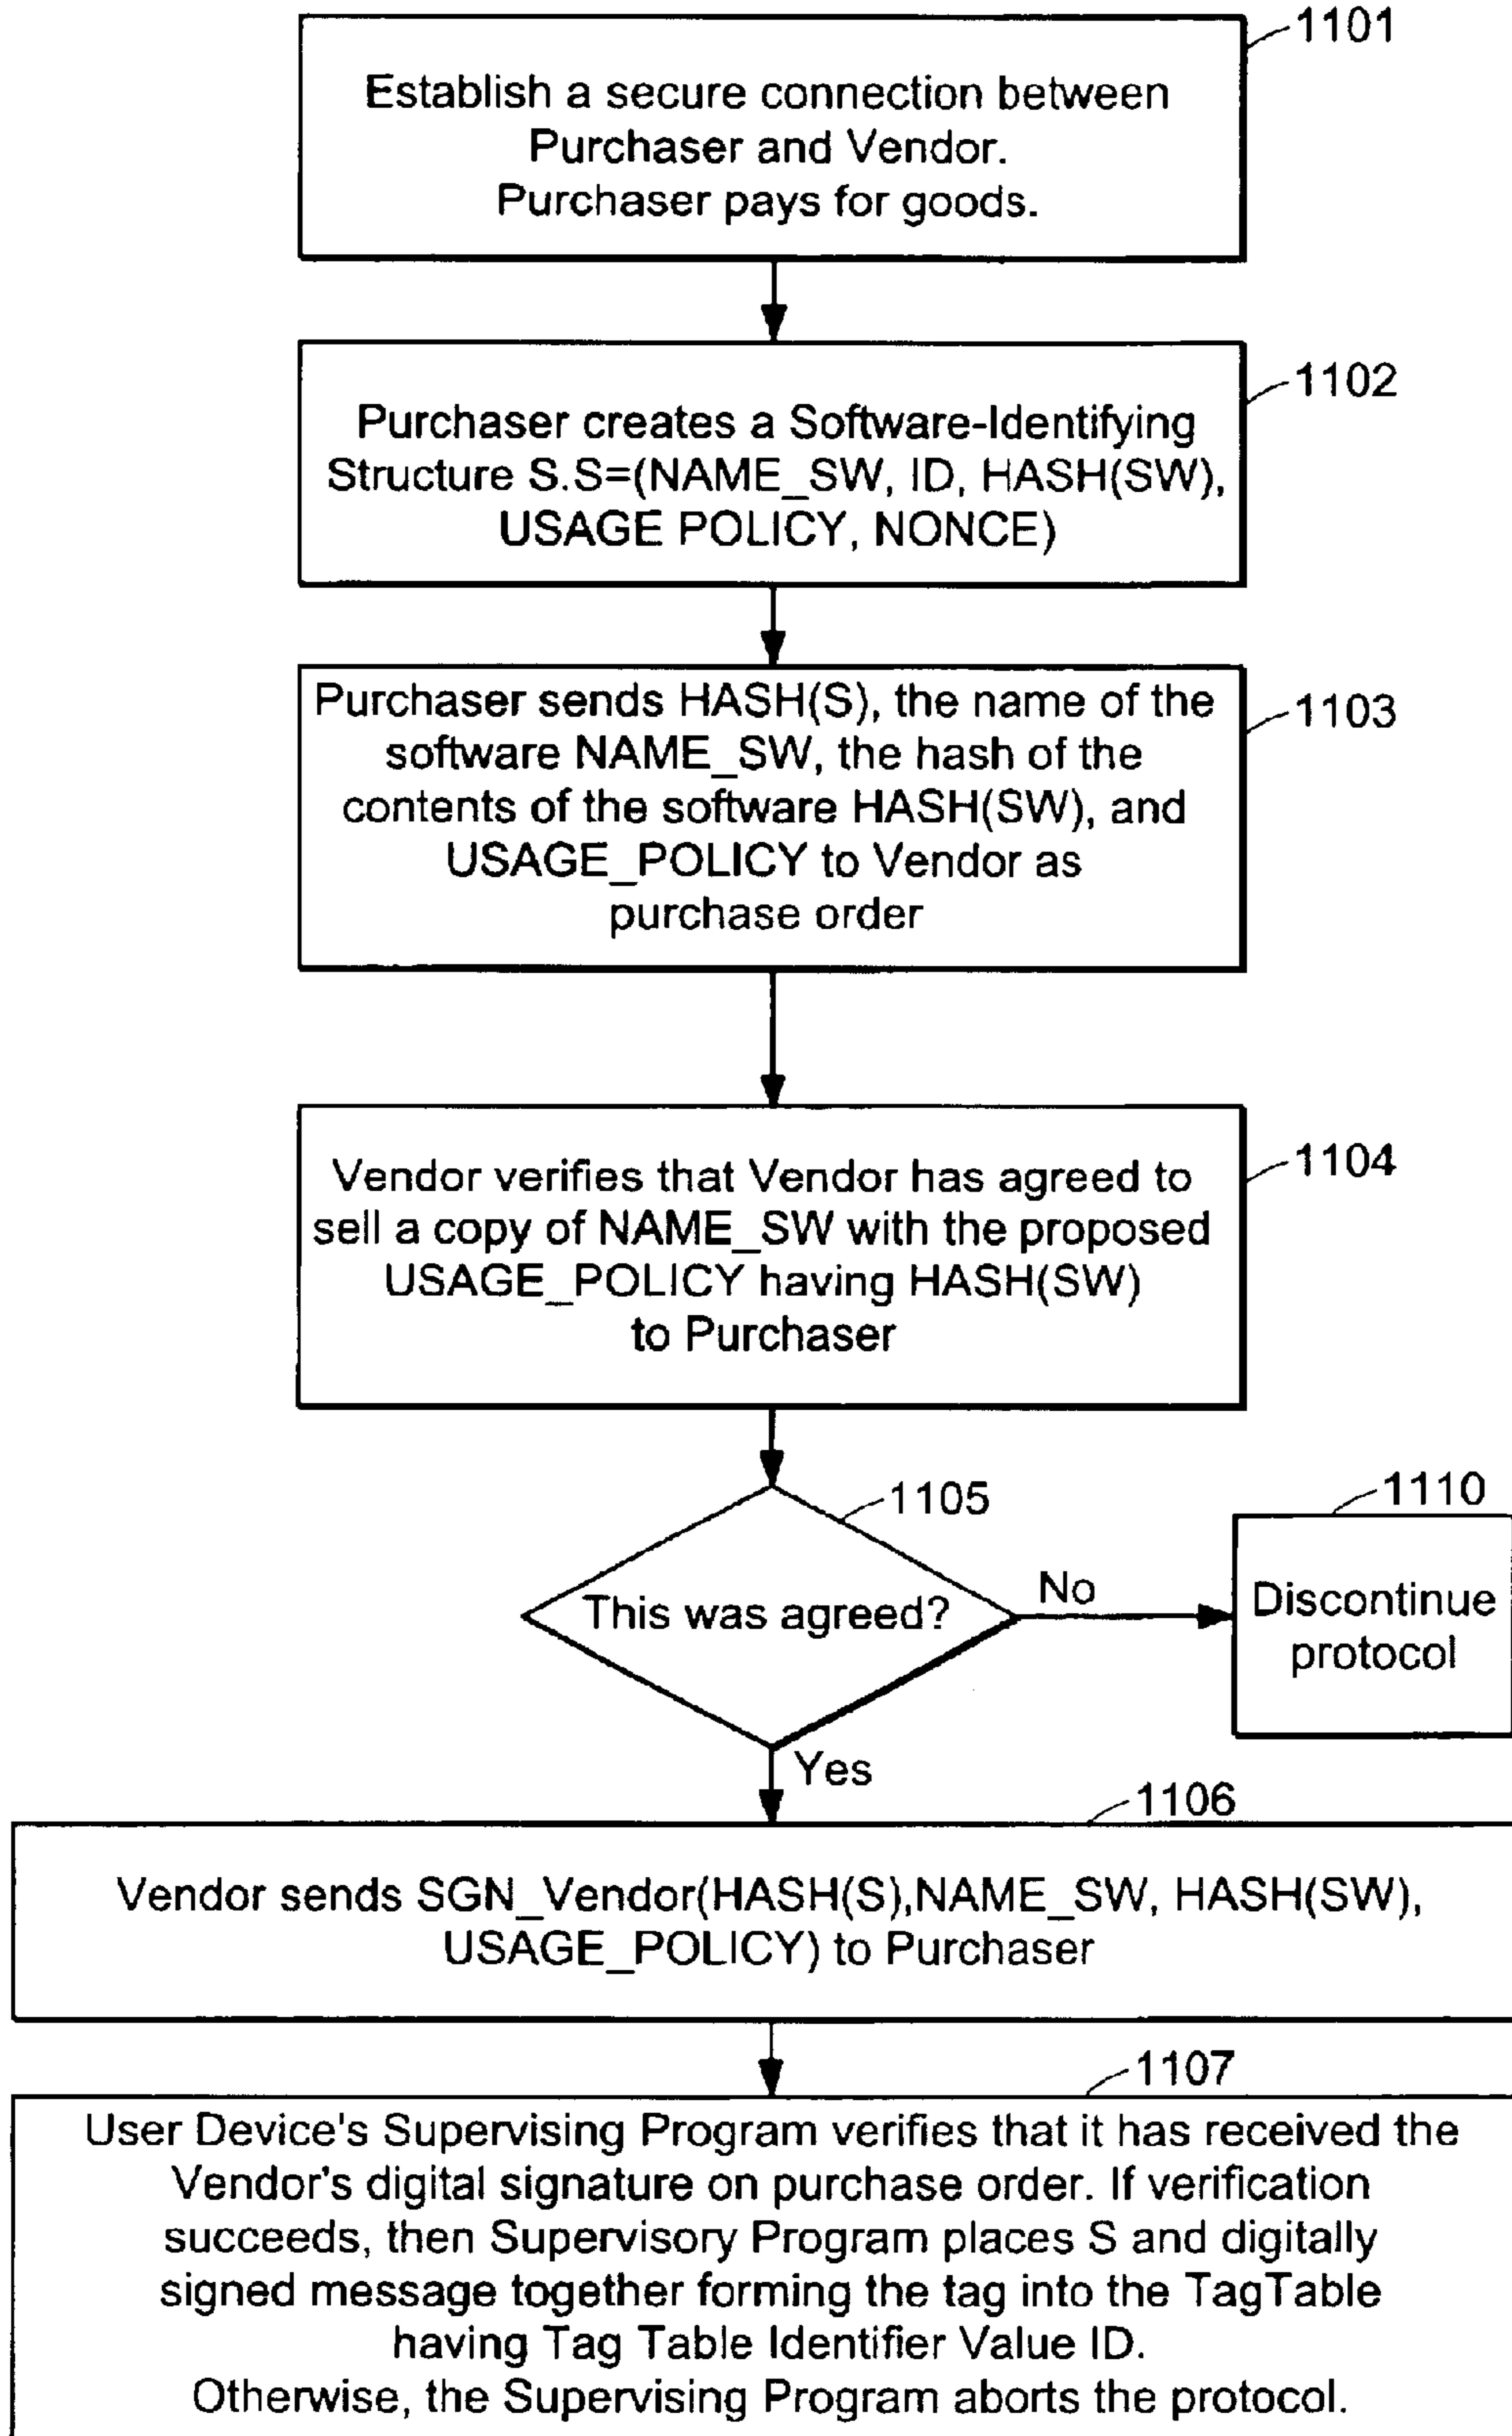 1101
Establish a secure connection between
Purchaser and Vendor.
Purchaser pays for goods.
1102
Purchaser creates a Software-Identifying
Structure S.S=(NAME_SW, ID, HASH(SW),
USAGE POLICY, NONCE)
1103
Purchaser sends HASH(S), the name of the
software NAME_SW, the hash of the
contents of the software HASH(SW), and
USAGE_POLICY to Vendor as
purchase order
1104
Vendor verifies that Vendor has agreed to
sell a copy of NAME_SW with the proposed
USAGE_POLICY having HASH(SW)
to Purchaser
1105
This was agreed?
No
1110
Discontinue
protocol
Yes
1106
Vendor sends SGN_Vendor(HASH(S),NAME_SW, HASH(SW),
USAGE_POLICY) to Purchaser
1107
User Device's Supervising Program verifies that it has received the
Vendor's digital signature on purchase order. If verification
succeeds, then Supervisory Program places S and digitally
signed message together forming the tag into the TagTable
having Tag Table Identifier Value ID.
Otherwise, the Supervising Program aborts the protocol.